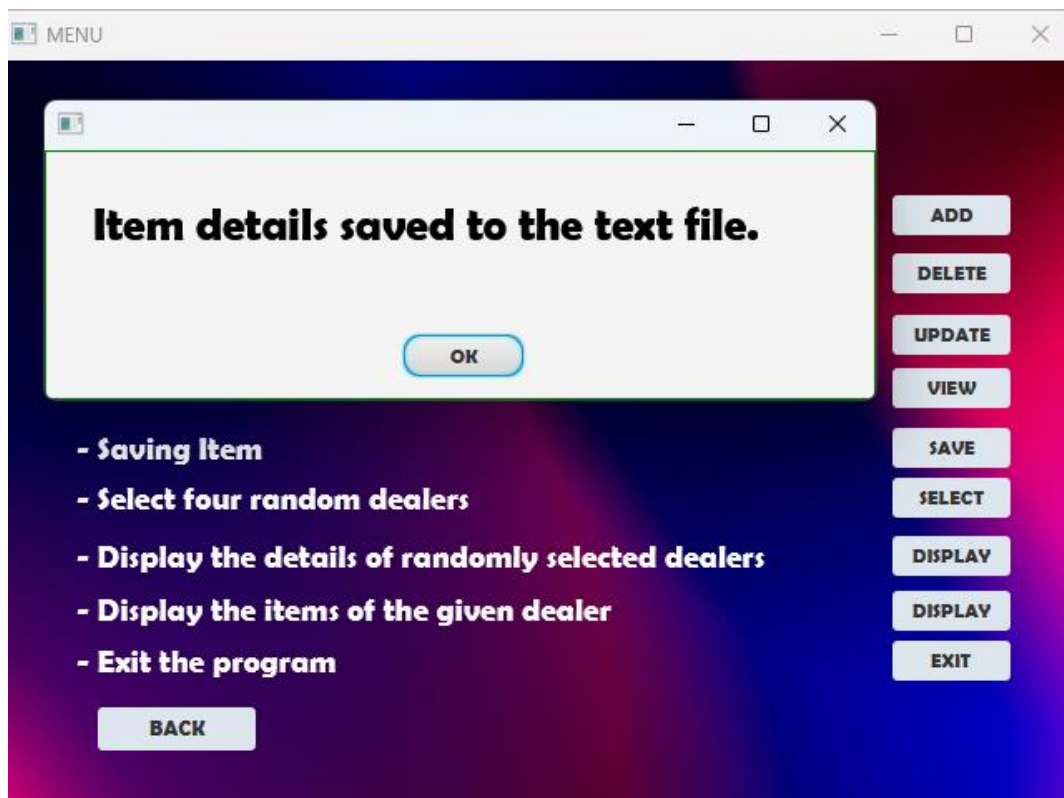 MENU
Item details saved to the text file.
OK
ADD
DELETE
UPDATE
VIEW
- Saving Item SAVE
- Select four random dealers SELECT
- Display the details of randomly selected dealers DISPLAY
- Display the items of the given dealer DISPLAY
- Exit the program EXIT
BACK